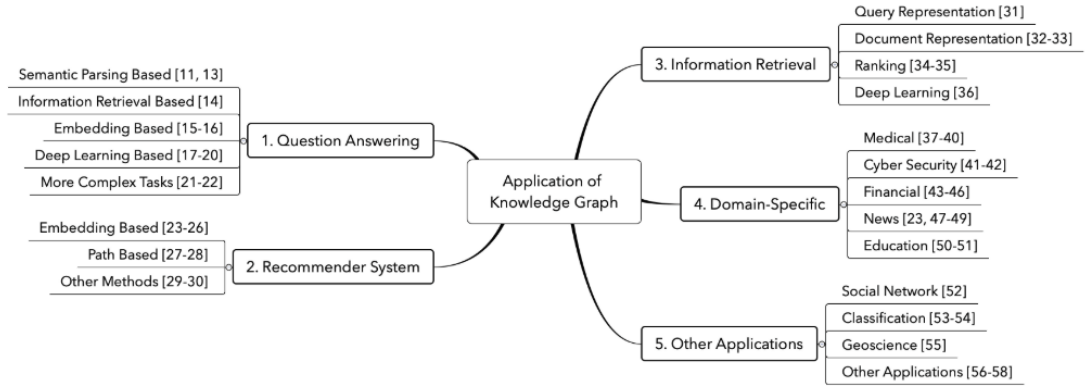 Application of
Knowledge Graph
1. Question Answering
Semantic Parsing Based [11, 13]
Information Retrieval Based [14]
Embedding Based [15-16]
Deep Learning Based [17-20]
More Complex Tasks [21-22]
2. Recommender System
Embedding Based [23-26]
Path Based [27-28]
Other Methods [29-30]
3. Information Retrieval
Query Representation [31]
Document Representation [32-33]
Ranking [34-35]
Deep Learning [36]
4. Domain-Specific
Medical [37-40]
Cyber Security [41-42]
Financial [43-46]
News [23, 47-49]
Education [50-51]
5. Other Applications
Social Network [52]
Classification [53-54]
Geoscience [55]
Other Applications [56-58]